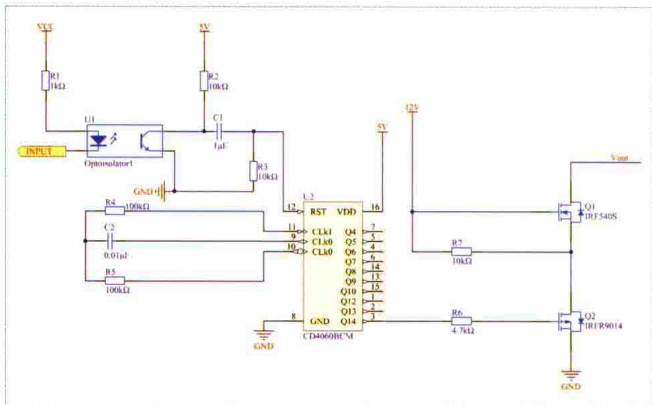 VCC
5V
R1
1kΩ
R2
10kΩ
U1
C1
1μF
12V
5V
INPUT
Optoisolator1
R3
10kΩ
GND
Vout
U2
R4
100kΩ
12 RST VDD 16
11 CLk1 Q4 7
9 CLk0 Q5 5
10 CLk0 Q6 4
Q7 6
Q8 14
Q9 13
Q10 15
Q12 1
Q13 2
8 GND Q14 3
CD4060BCM
C2
0.01μf
R5
100kΩ
GND
Q1
IRF540S
R7
10kΩ
R6
4.7kΩ
Q2
IRFR9014
GND